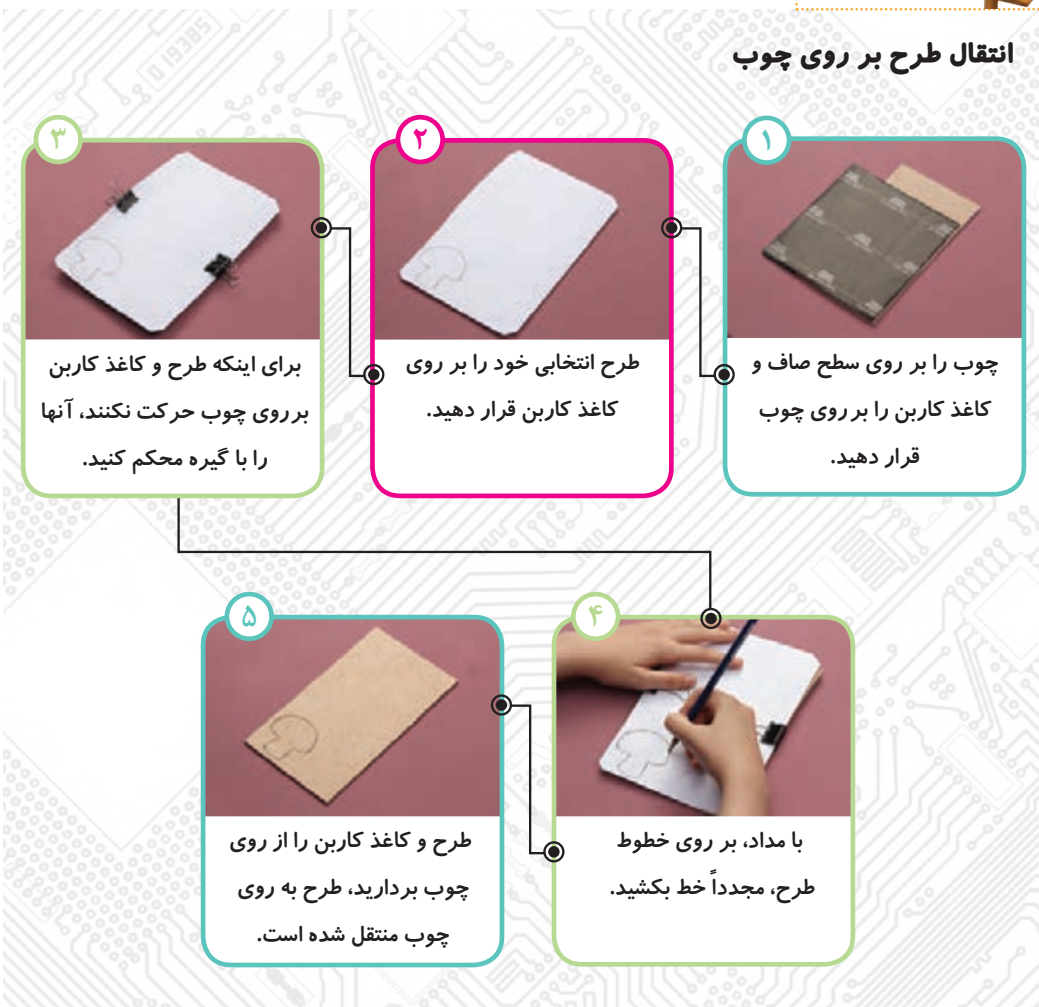 انتقال طرح بر روی چوب
۱
چوب را بر روی سطح صاف و
کاغذ کاربن را بر روی چوب
قرار دهید.
۲
طرح انتخابی خود را بر روی
کاغذ کاربن قرار دهید.
۳
برای اینکه طرح و کاغذ کاربن
بر روی چوب حرکت نکنند، آنها
را با گیره محکم کنید.
۴
با مداد، بر روی خطوط
طرح، مجدداً خط بکشید.
۵
طرح و کاغذ کاربن را از روی
چوب بردارید، طرح به روی
چوب منتقل شده است.